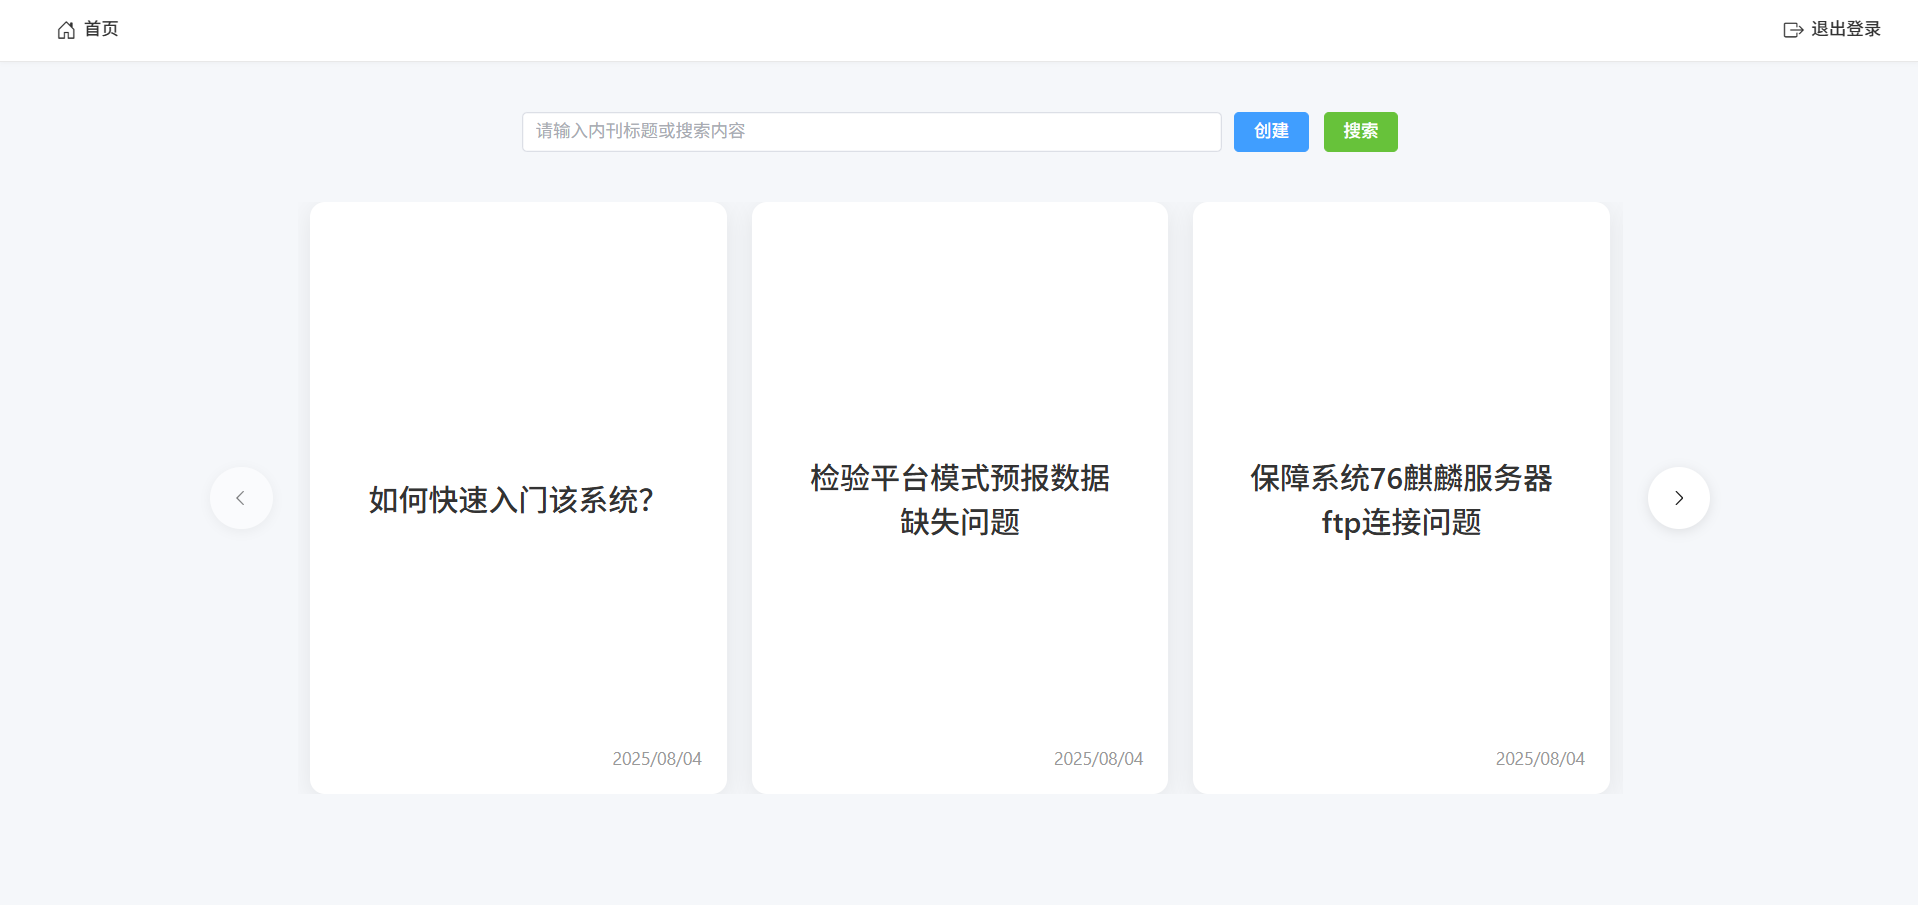 首页
退出登录
请输入内刊标题或搜索内容
创建
搜索
如何快速入门该系统？
检验平台模式预报数据
缺失问题
保障系统76麒麟服务器
ftp连接问题
2025/08/04
2025/08/04
2025/08/04